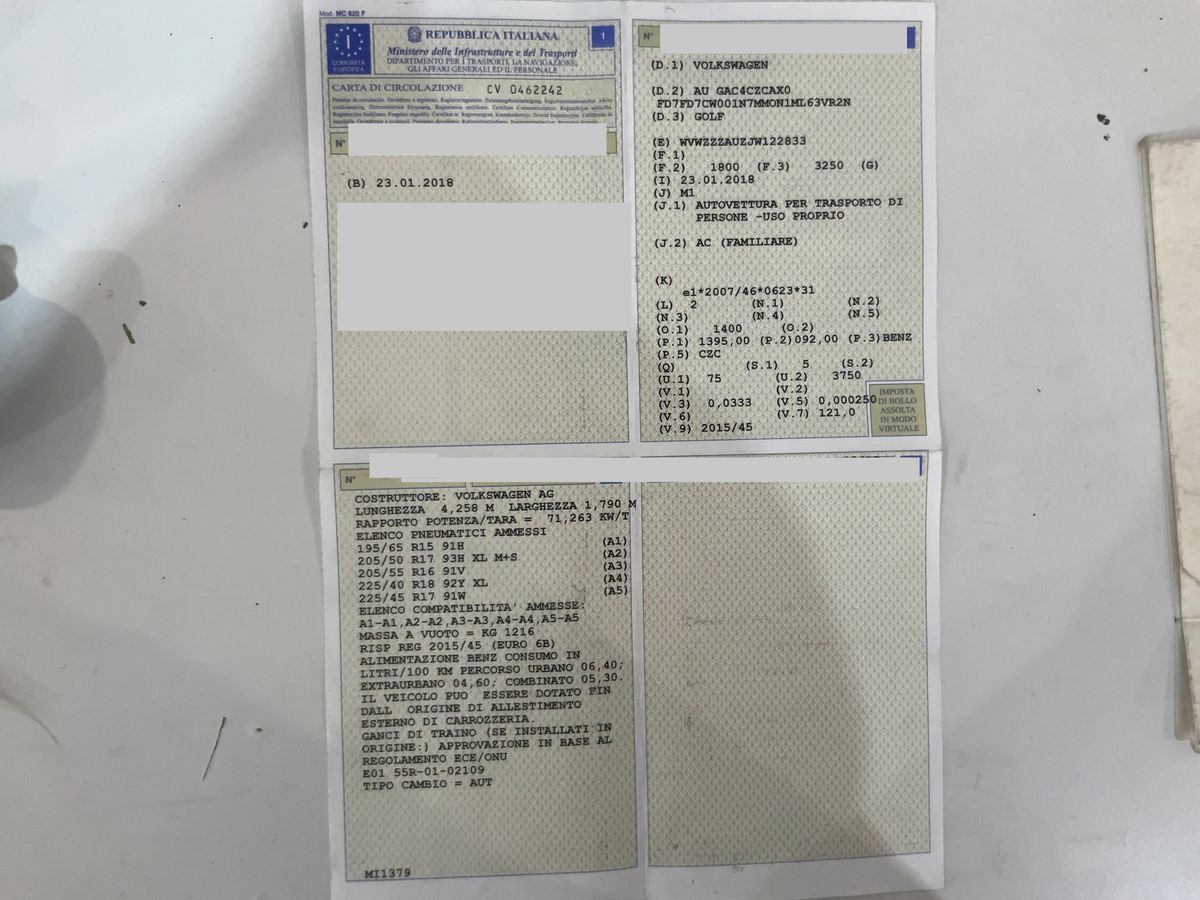 Mod. MC 820 F
REPUBBLICA ITALIANA
1
Ministero delle Infrastrutture e dei Trasporti
DIPARTIMENTO PER I TRASPORTI, LA NAVIGAZIONE,
GLI AFFARI GENERALI ED IL PERSONALE
I
COMUNITÀ
EUROPEA
CARTA DI CIRCOLAZIONE CV 0462242
N°
(B) 23.01.2018
N°
(D.1) VOLKSWAGEN
(D.2) AU GAC4CZCAX0
FD7FD7CW001N7MMON1ML63VR2N
(D.3) GOLF
(E) WVWZZZAUZJW122833
(F.1)
(F.2) 1800 (F.3) 3250 (G)
(I) 23.01.2018
(J) M1
(J.1) AUTOVETTURA PER TRASPORTO DI
PERSONE -USO PROPRIO
(J.2) AC (FAMILIARE)
(K)
e1*2007/46*0623*31
(L) 2 (N.1) (N.2)
(N.3) (N.4) (N.5)
(O.1) 1400 (O.2)
(P.1) 1395,00 (P.2)092,00 (P.3)BENZ
(P.5) CZC
(Q) (S.1) 5 (S.2)
(U.1) 75 (U.2) 3750
(V.1) (V.2)
(V.3) 0,0333 (V.5) 0,000250
(V.6) (V.7) 121,0
(V.9) 2015/45
IMPOSTA
DI BOLLO
ASSOLTA
IN MODO
VIRTUALE
N°
COSTRUTTORE: VOLKSWAGEN AG
LUNGHEZZA 4,258 M LARGHEZZA 1,790 M
RAPPORTO POTENZA/TARA = 71,263 KW/T
ELENCO PNEUMATICI AMMESSI
195/65 R15 91H (A1)
205/50 R17 93H XL M+S (A2)
205/55 R16 91V (A3)
225/40 R18 92Y XL (A4)
225/45 R17 91W (A5)
ELENCO COMPATIBILITA' AMMESSE:
A1-A1,A2-A2,A3-A3,A4-A4,A5-A5
MASSA A VUOTO = KG 1216
RISP REG 2015/45 (EURO 6B)
ALIMENTAZIONE BENZ CONSUMO IN
LITRI/100 KM PERCORSO URBANO 06,40;
EXTRAURBANO 04,60; COMBINATO 05,30.
IL VEICOLO PUO ESSERE DOTATO FIN
DALL ORIGINE DI ALLESTIMENTO
ESTERNO DI CARROZZERIA.
GANCI DI TRAINO (SE INSTALLATI IN
ORIGINE:) APPROVAZIONE IN BASE AL
REGOLAMENTO ECE/ONU
E01 55R-01-02109
TIPO CAMBIO = AUT
MI1379